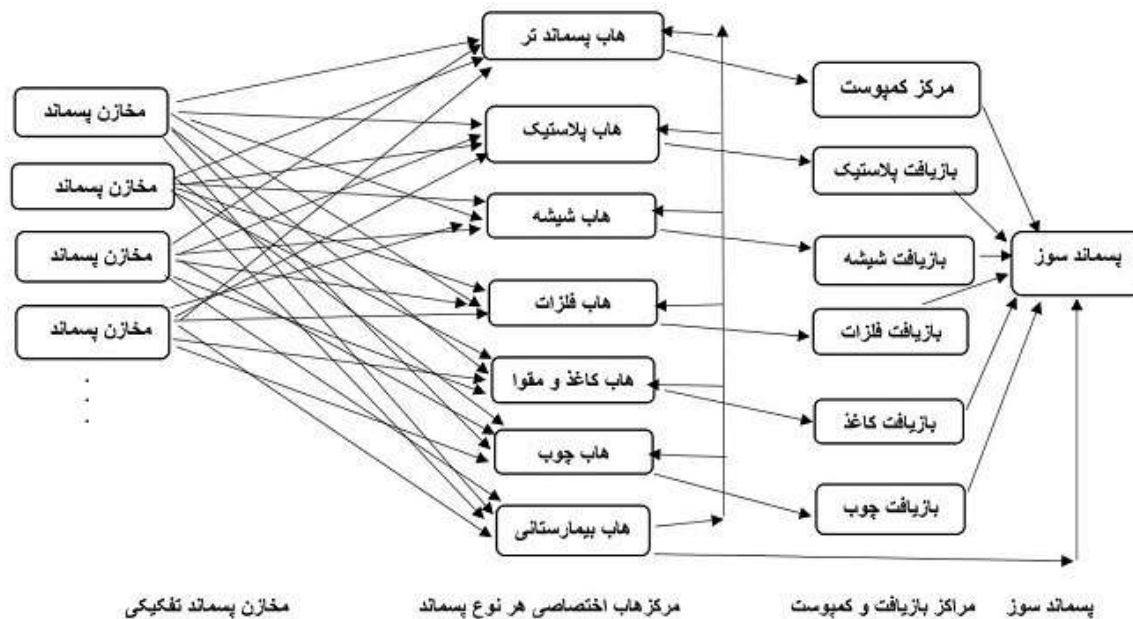 مخازن پسماند
مخازن پسماند
مخازن پسماند
مخازن پسماند
هاب پسماند تر
هاب پلاستیک
هاب شیشه
هاب فلزات
هاب کاغذ و مقوا
هاب چوب
هاب بیمارستانی
مرکز کمپوست
بازیافت پلاستیک
بازیافت شیشه
بازیافت فلزات
بازیافت کاغذ
بازیافت چوب
پسماند سوز
مخازن پسماند تفکیکی
مرکزهاب اختصاصی هر نوع پسماند
مراکز بازیافت و کمپوست
پسماند سوز